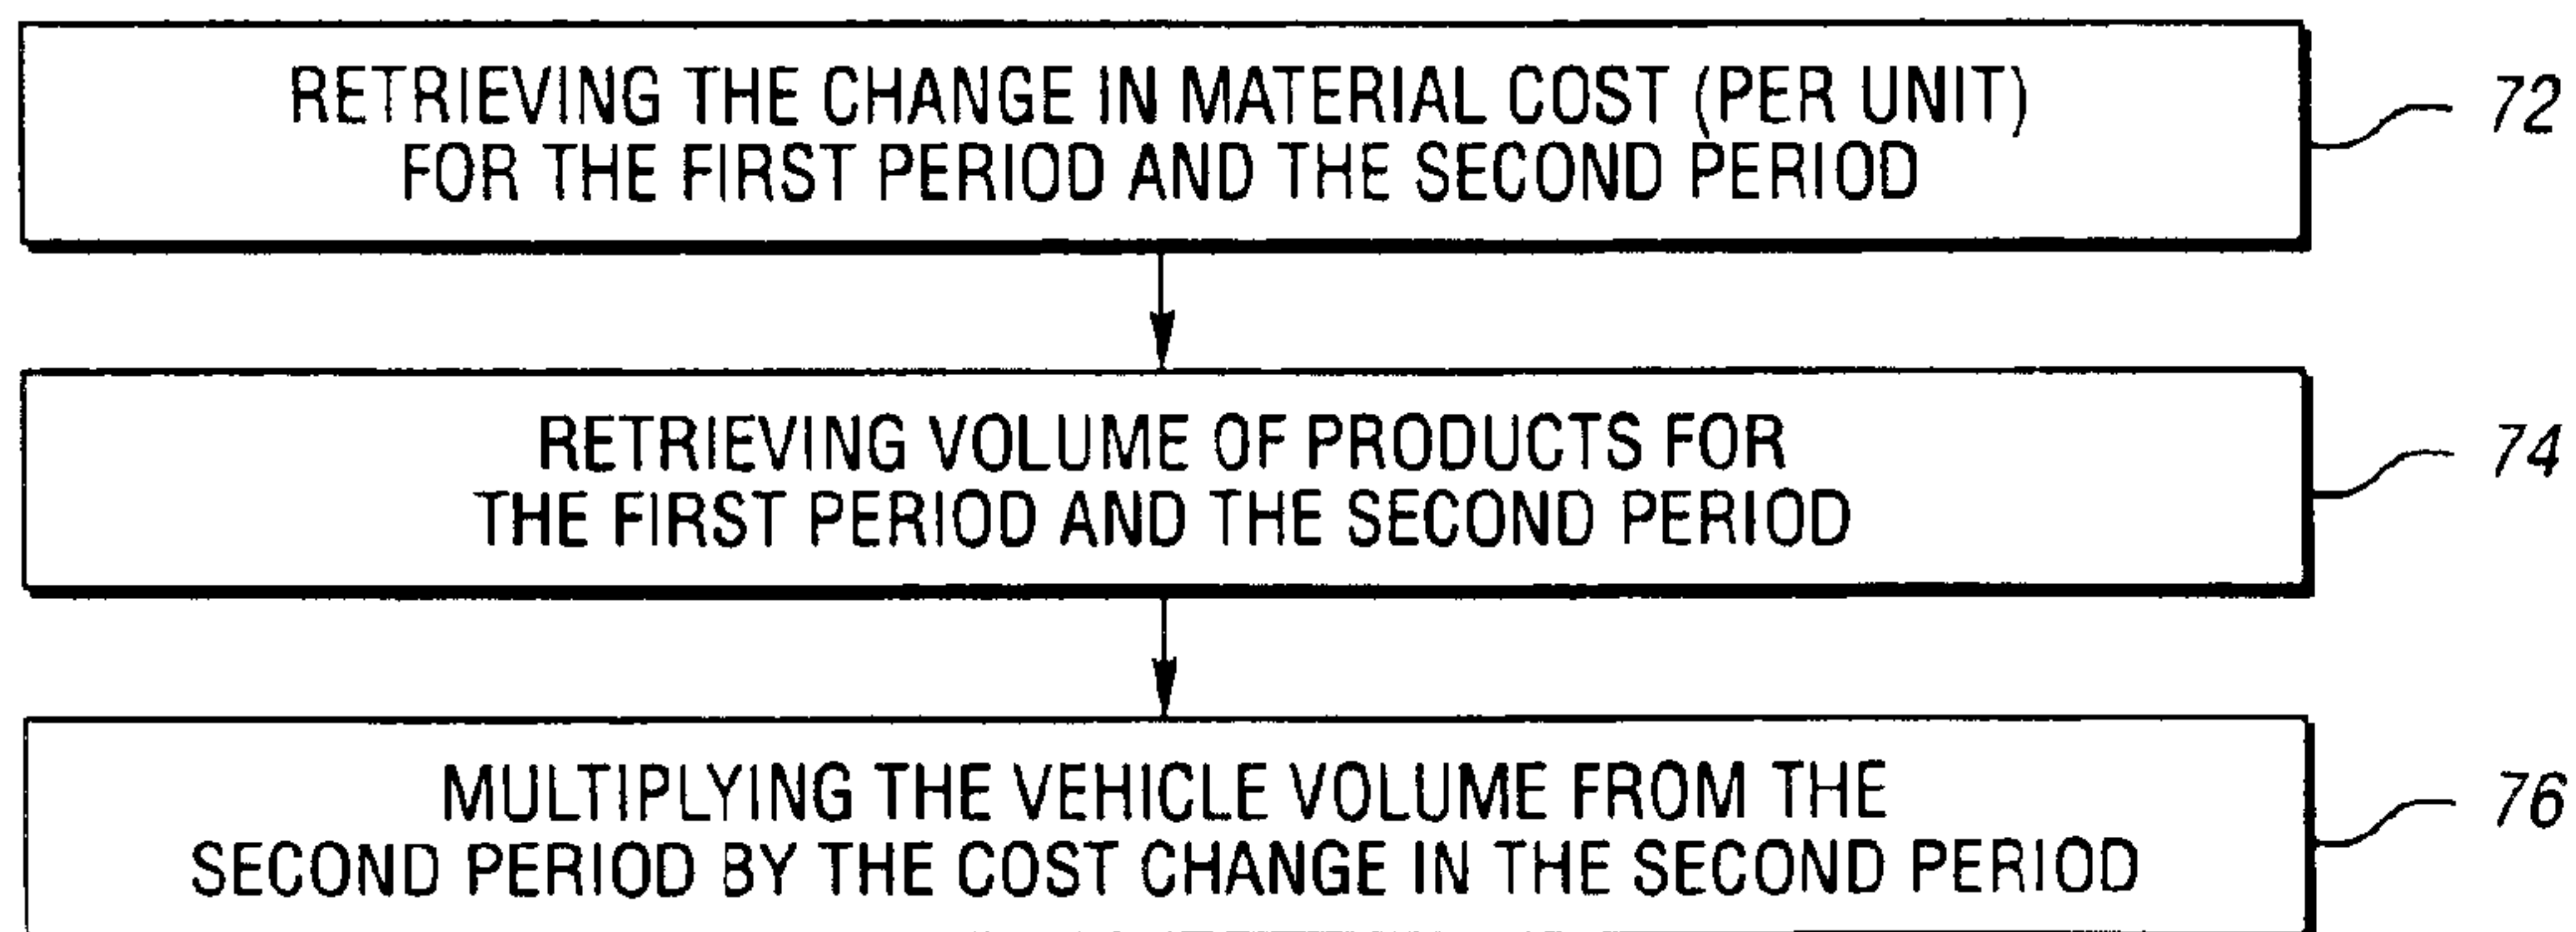 RETRIEVING THE CHANGE IN MATERIAL COST (PER UNIT)
FOR THE FIRST PERIOD AND THE SECOND PERIOD
72
RETRIEVING VOLUME OF PRODUCTS FOR
THE FIRST PERIOD AND THE SECOND PERIOD
74
MULTIPLYING THE VEHICLE VOLUME FROM THE
SECOND PERIOD BY THE COST CHANGE IN THE SECOND PERIOD
76